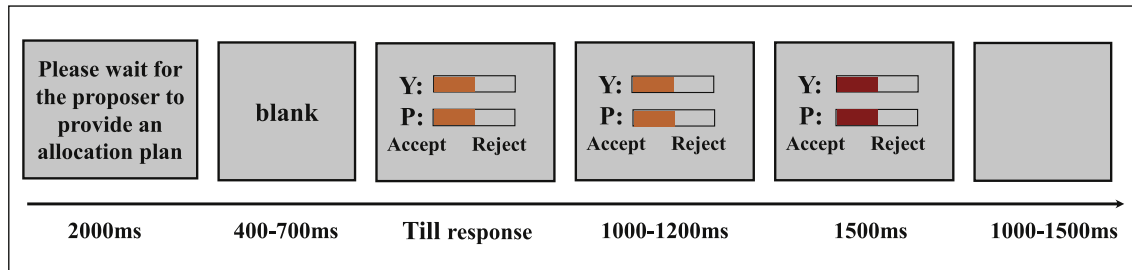 Please wait for
the proposer to
provide an
allocation plan
blank
Y:
P:
Accept Reject
Y:
P:
Accept Reject
Y:
P:
Accept Reject
2000ms
400-700ms
Till response
1000-1200ms
1500ms
1000-1500ms